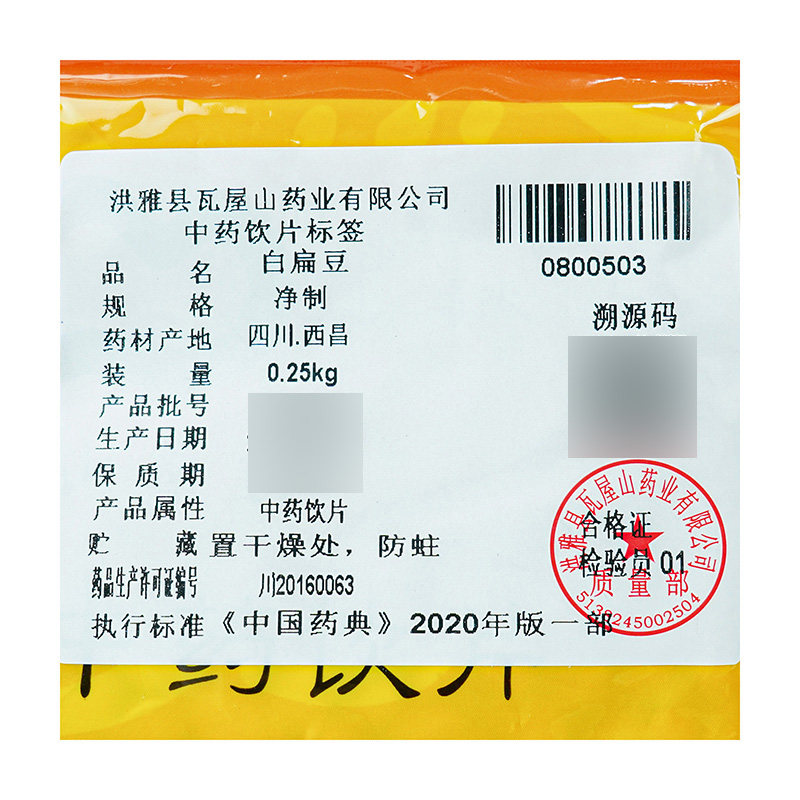 洪雅县瓦屋山药业有限公司
中药饮片标签
0800503
品 名 白扁豆
规 格 净制
药材产地 四川.西昌
装 量 0.25kg
产品批号
生产日期
保质期
产品属性 中药饮片
贮 藏 置干燥处，防蛀
药品生产许可证编号 川20160063
执行标准《中国药典》2020年版一部
溯源码
洪雅县瓦屋山药业有限公司
合格证
检验员 01
质量部
5139245002504
中药饮片